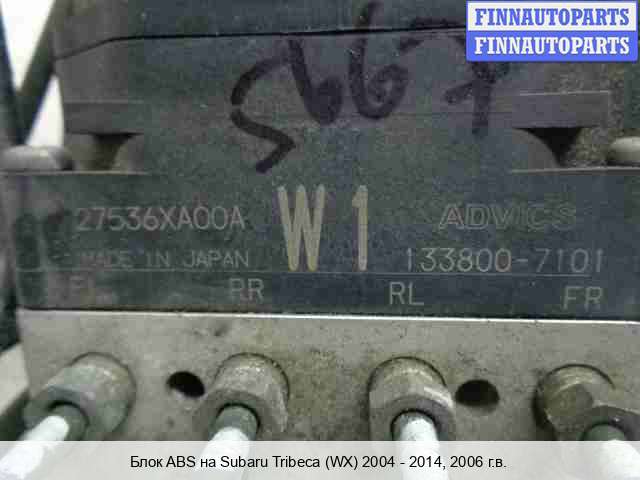 FINNAUTOPARTS
FINNAUTOPARTS
S667
27536XA00A W1 ADVICS
MADE IN JAPAN 133800-7101
FL RR RL FR
Блок ABS на Subaru Tribeca (WX) 2004 - 2014, 2006 г.в.